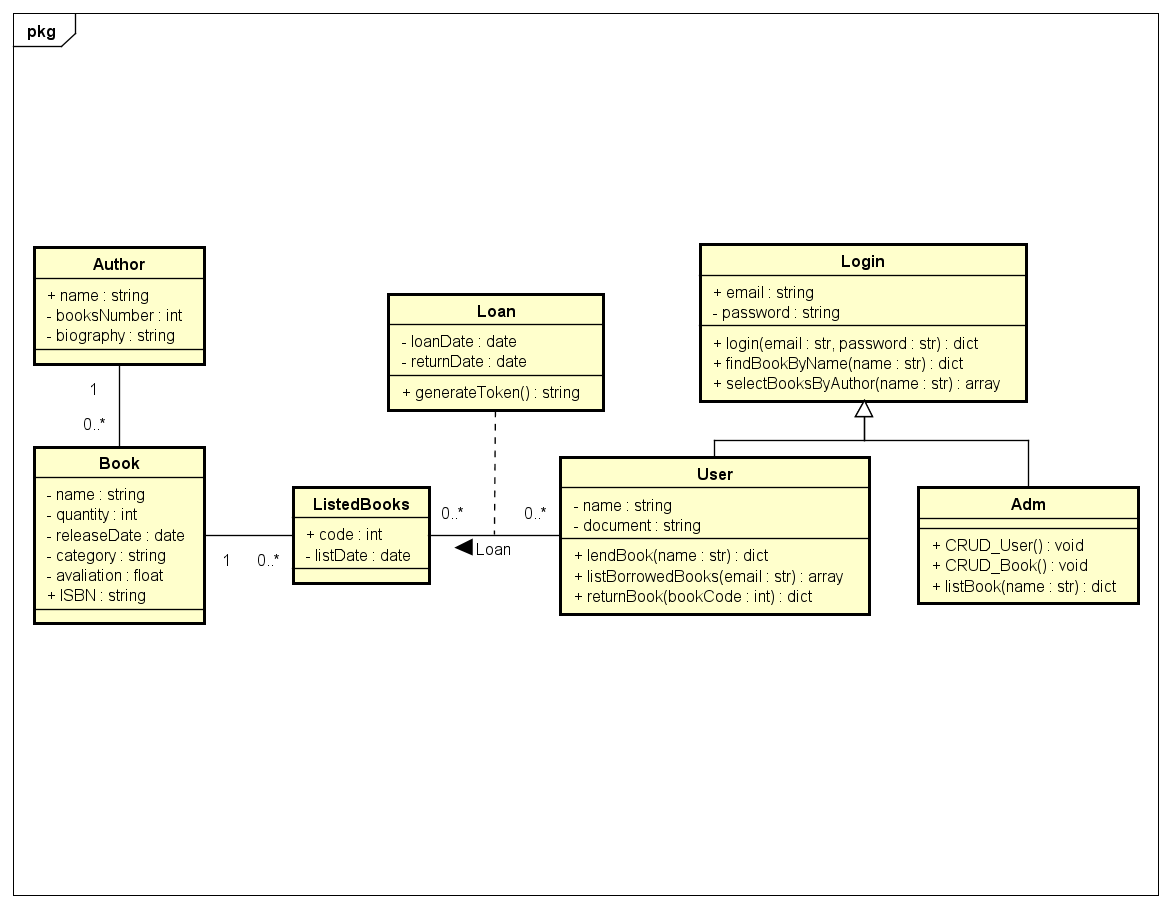 pkg
Author
+ name : string
- booksNumber : int
- biography : string
1
0..*
Book
- name : string
- quantity : int
- releaseDate : date
- category : string
- avaliation : float
+ ISBN : string
1
0..*
ListedBooks
+ code : int
- listDate : date
Loan
- loanDate : date
- returnDate : date
+ generateToken() : string
0..*
0..*
Loan
Login
+ email : string
- password : string
+ login(email : str, password : str) : dict
+ findBookByName(name : str) : dict
+ selectBooksByAuthor(name : str) : array
User
- name : string
- document : string
+ lendBook(name : str) : dict
+ listBorrowedBooks(email : str) : array
+ returnBook(bookCode : int) : dict
Adm
+ CRUD_User() : void
+ CRUD_Book() : void
+ listBook(name : str) : dict